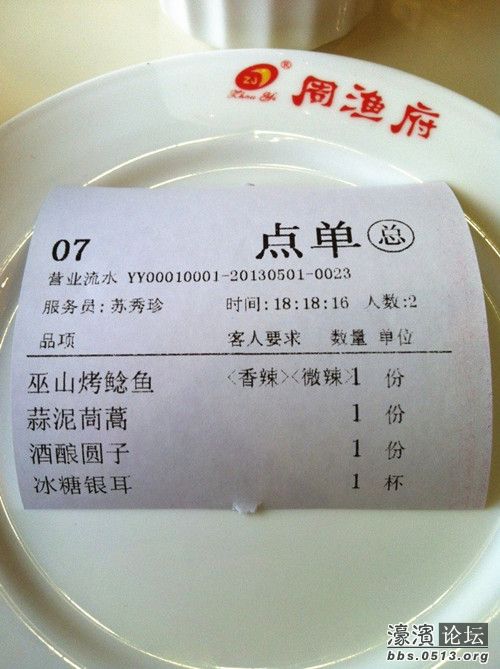 ZJ ® 周渔府
Zhou Yu
07 点单 总
营业流水 YY00010001-20130501-0023
服务员:苏秀珍 时间:18:18:16 人数:2
品项 客人要求 数量 单位
巫山烤鲶鱼 <香辣><微辣>1 份
蒜泥茼蒿 1 份
酒酿圆子 1 份
冰糖银耳 1 杯
濠滨论坛
bbs.0513.org